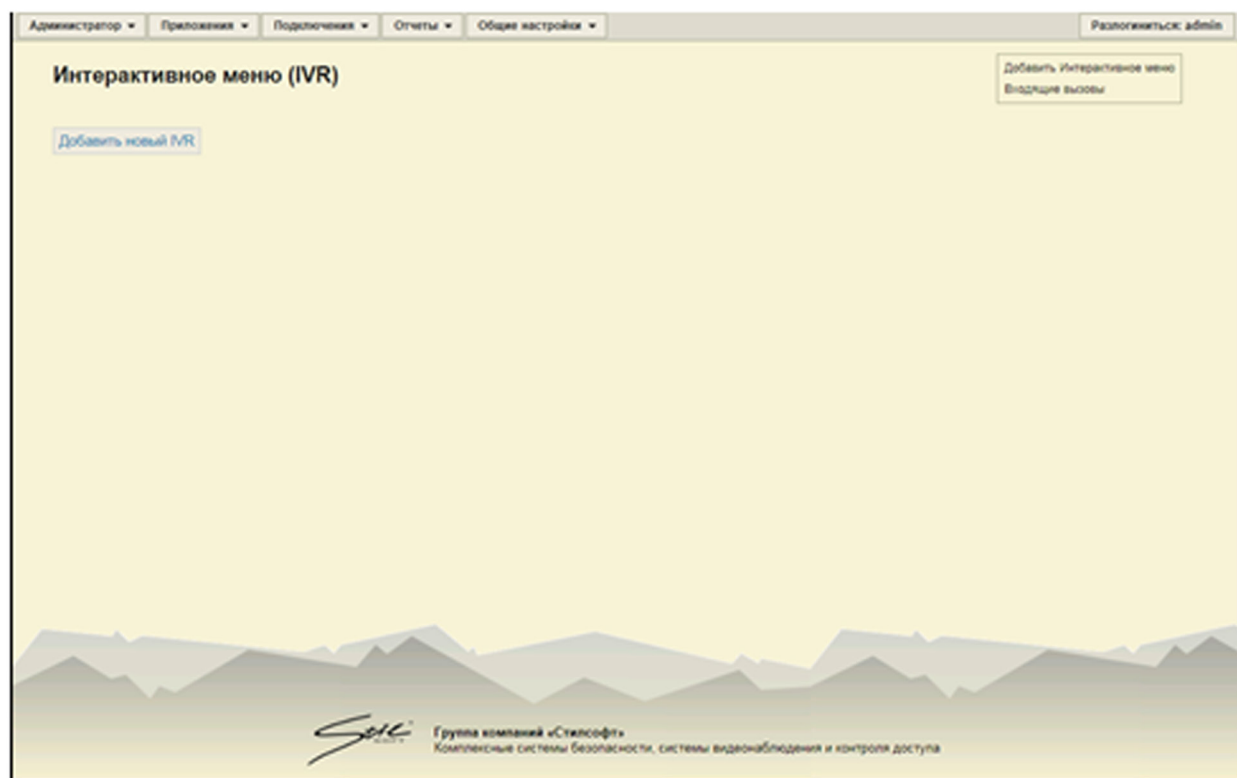 Администратор
Приложения
Подключения
Отчеты
Общие настройки
Разлогиниться: admin
Интерактивное меню (IVR)
Добавить Интерактивное меню
Входящие вызовы
Добавить новый IVR
Группа компаний «Стилсофт»
Комплексные системы безопасности, системы видеонаблюдения и контроля доступа